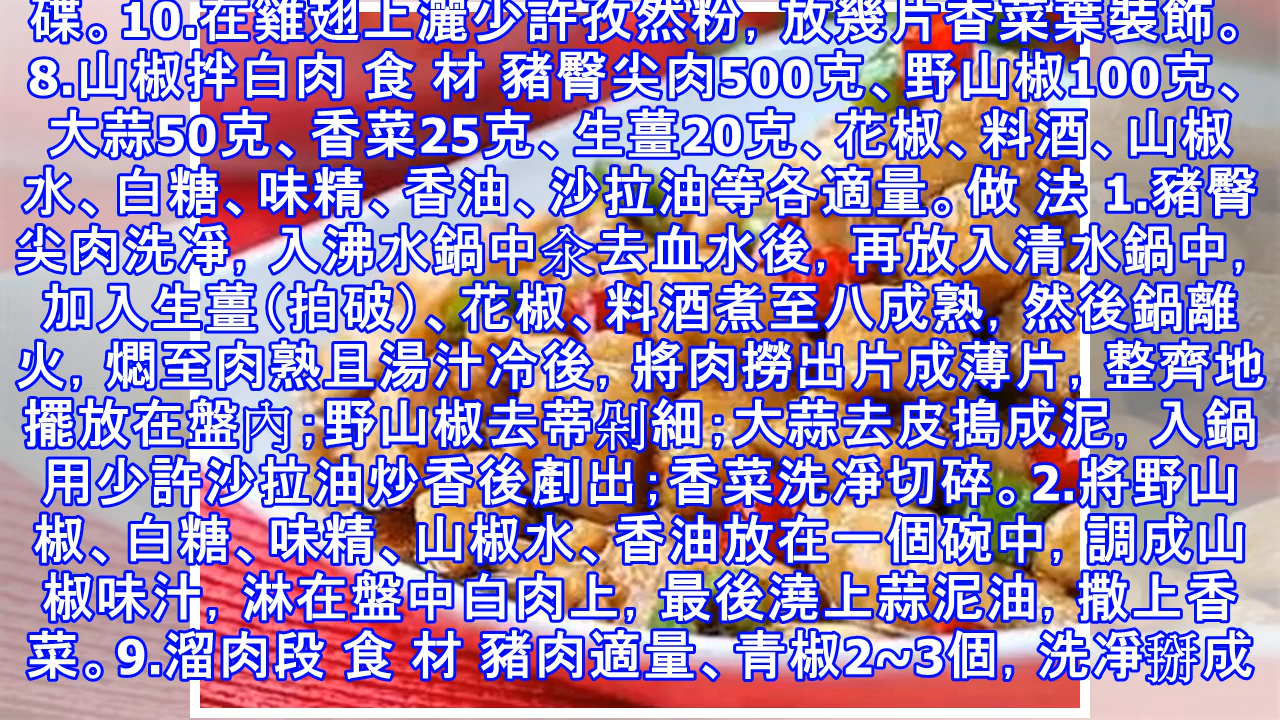 碟。10.在雞翅上灑少許孜然粉, 放幾片香菜葉裝飾。
8.山椒拌白肉 食 材 豬臀尖肉500克、野山椒100克、
大蒜50克、香菜25克、生薑20克、花椒、料酒、山椒
水、白糖、味精、香油、沙拉油等各適量。做 法 1.豬臀
尖肉洗凈, 入沸水鍋中汆去血水後, 再放入清水鍋中,
加入生薑(拍破)、花椒、料酒煮至八成熟, 然後鍋離
火, 燜至肉熟且湯汁冷後, 將肉撈出片成薄片, 整齊地
擺放在盤內;野山椒去蒂剁細;大蒜去皮搗成泥, 入鍋
用少許沙拉油炒香後剷出;香菜洗凈切碎。2.將野山
椒、白糖、味精、山椒水、香油放在一個碗中, 調成山
椒味汁, 淋在盤中白肉上, 最後澆上蒜泥油, 撒上香
菜。9.溜肉段 食 材 豬肉適量、青椒2~3個, 洗凈掰成